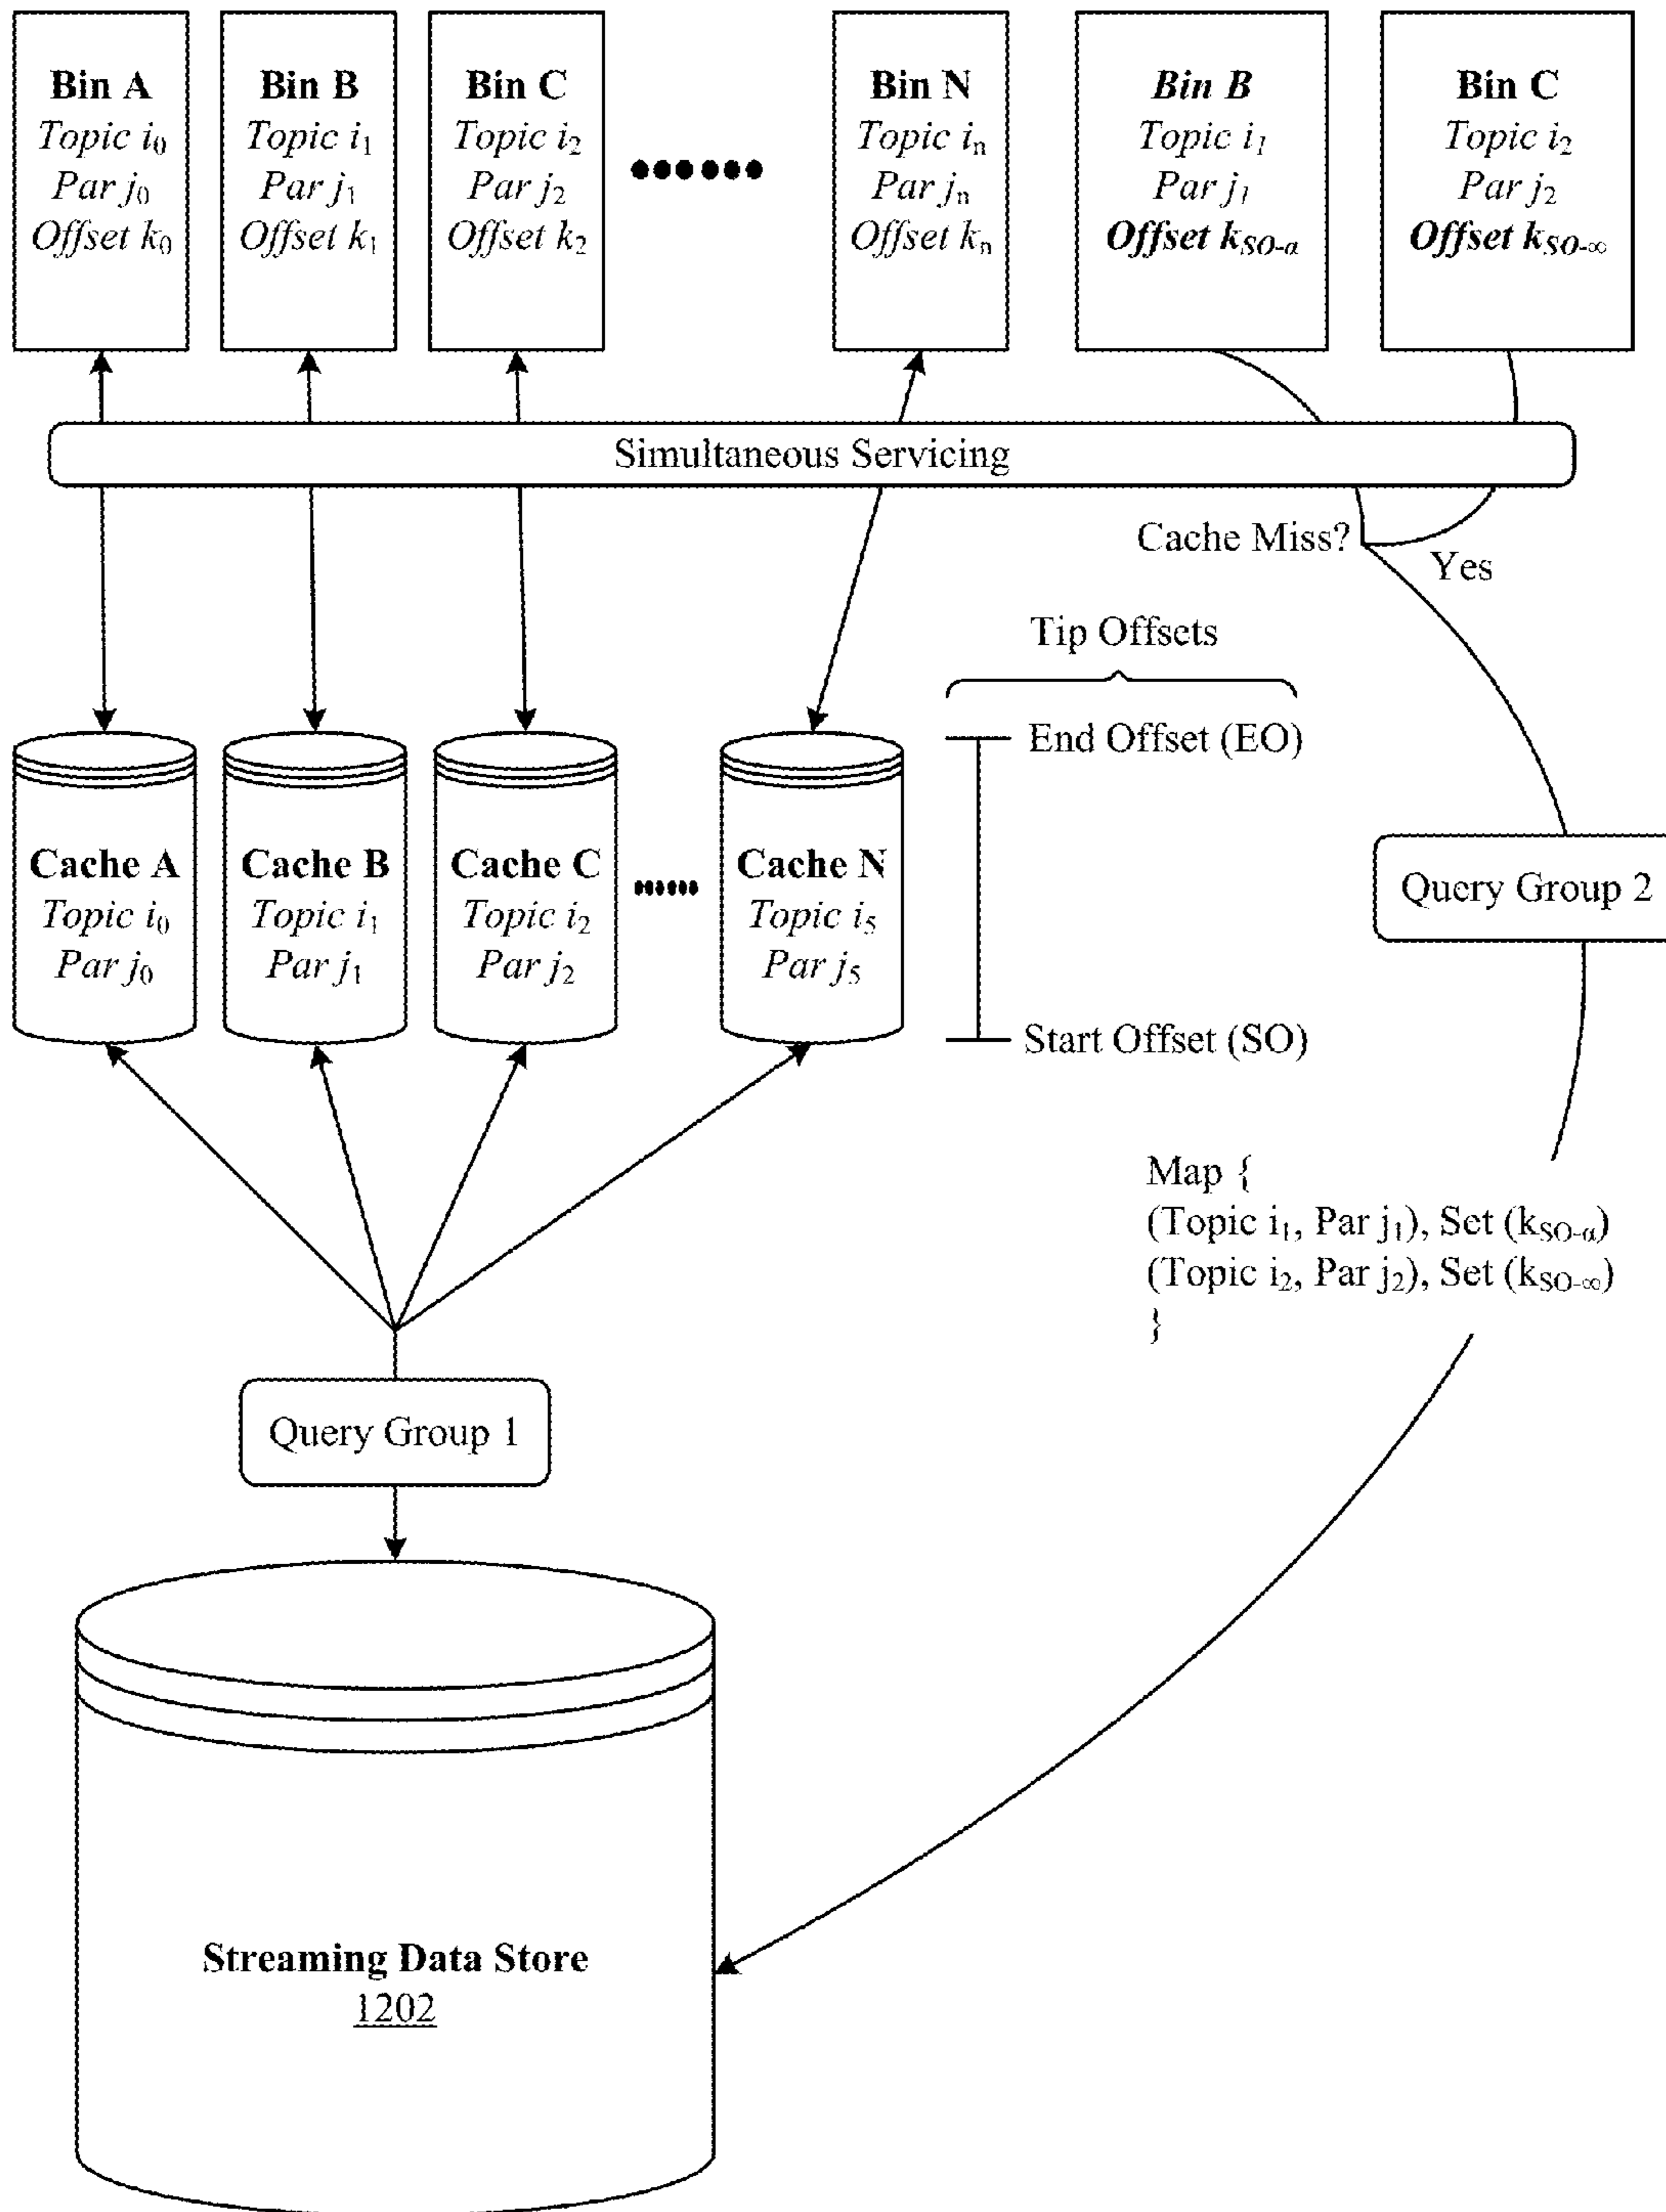 Bin A
Topic i₀
Par j₀
Offset k₀
Bin B
Topic i₁
Par j₁
Offset k₁
Bin C
Topic i₂
Par j₂
Offset k₂
Bin N
Topic iₙ
Par jₙ
Offset kₙ
Bin B
Topic i₁
Par j₁
Offset k_SO-α
Bin C
Topic i₂
Par j₂
Offset k_SO-∞
Simultaneous Servicing
Cache Miss?
Yes
Tip Offsets
End Offset (EO)
Start Offset (SO)
Cache A
Topic i₀
Par j₀
Cache B
Topic i₁
Par j₁
Cache C
Topic i₂
Par j₂
Cache N
Topic i₅
Par j₅
Query Group 2
Map {
(Topic i₁, Par j₁), Set (k_SO-α)
(Topic i₂, Par j₂), Set (k_SO-∞)
}
Query Group 1
Streaming Data Store
1202